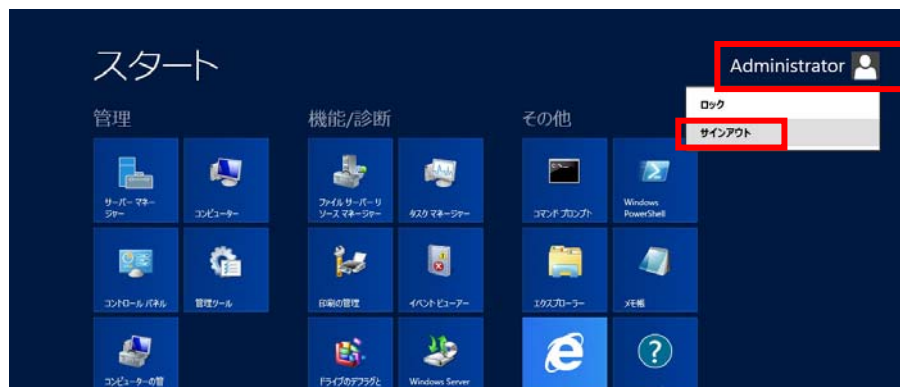 スタート
Administrator
ロック
サインアウト
管理
機能/診断
その他
サーバー マネー
ジャー
コンピューター
ファイル サーバー リ
ソース マネージャー
タスク マネージャー
コマンド プロンプト
Windows
PowerShell
コントロール パネル
管理ツール
印刷の管理
イベント ビューアー
エクスプローラー
メモ帳
コンピューターの管
ドライブのデフラグと
Windows Server